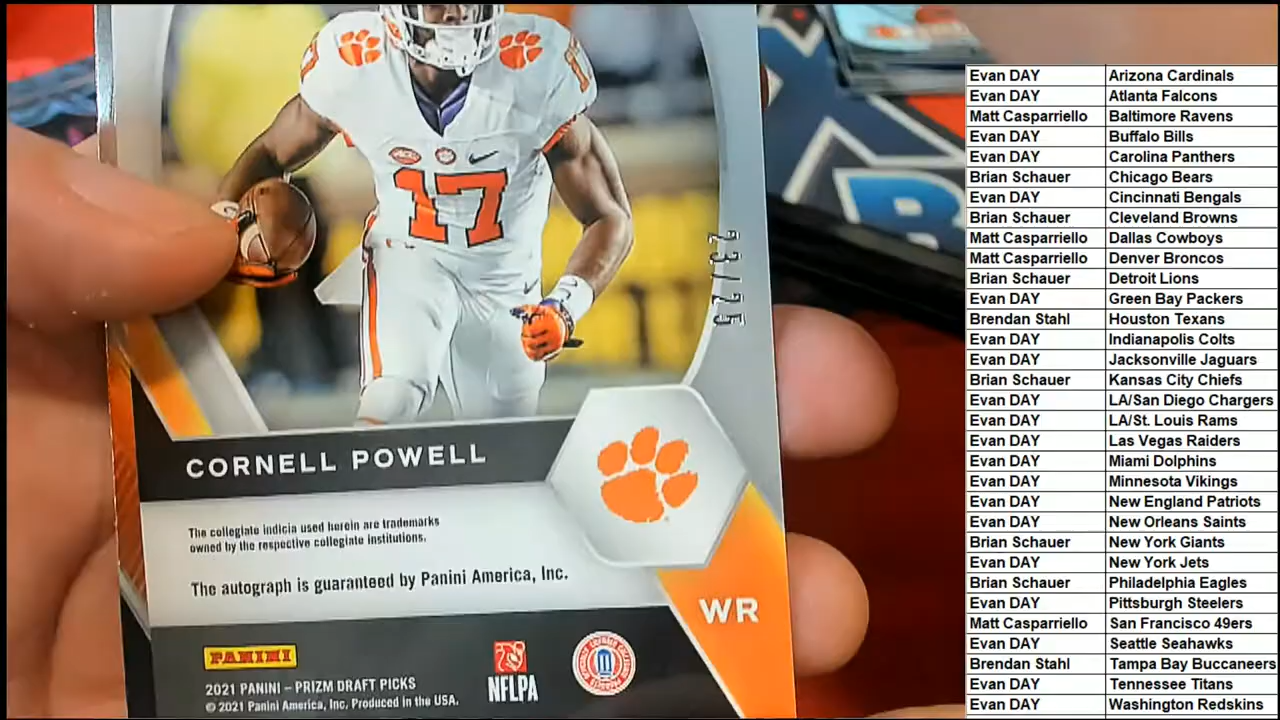 17
17
23/25
CORNELL POWELL
The collegiate indicia used herein are trademarks
owned by the respective collegiate institutions.
The autograph is guaranteed by Panini America, Inc.
WR
PANINI
2021 PANINI – PRIZM DRAFT PICKS
© 2021 Panini America, Inc. Produced in the USA.
NFLPA
Evan DAY Arizona Cardinals
Evan DAY Atlanta Falcons
Matt Casparriello Baltimore Ravens
Evan DAY Buffalo Bills
Evan DAY Carolina Panthers
Brian Schauer Chicago Bears
Evan DAY Cincinnati Bengals
Brian Schauer Cleveland Browns
Matt Casparriello Dallas Cowboys
Matt Casparriello Denver Broncos
Brian Schauer Detroit Lions
Evan DAY Green Bay Packers
Brendan Stahl Houston Texans
Evan DAY Indianapolis Colts
Evan DAY Jacksonville Jaguars
Brian Schauer Kansas City Chiefs
Evan DAY LA/San Diego Chargers
Evan DAY LA/St. Louis Rams
Evan DAY Las Vegas Raiders
Evan DAY Miami Dolphins
Evan DAY Minnesota Vikings
Evan DAY New England Patriots
Evan DAY New Orleans Saints
Brian Schauer New York Giants
Evan DAY New York Jets
Brian Schauer Philadelphia Eagles
Evan DAY Pittsburgh Steelers
Matt Casparriello San Francisco 49ers
Evan DAY Seattle Seahawks
Brendan Stahl Tampa Bay Buccaneers
Evan DAY Tennessee Titans
Evan DAY Washington Redskins